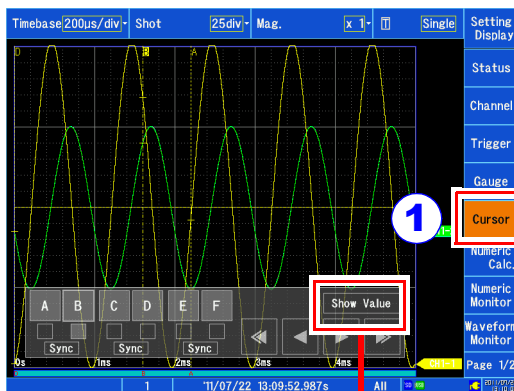 Timebase 200µs/div Shot 25div Mag. x 1 Single
Setting
Display
Status
Channel
Trigger
Gauge
1
Cursor
Numeric
Calc.
Numeric
Monitor
Waveform
Monitor
Page 1/2
D B A
Show Value
A B C D E F
Sync Sync Sync
0s 1ms 2ms 3ms 4ms CH1-1
1 '11/07/22 13:09:52.987s All